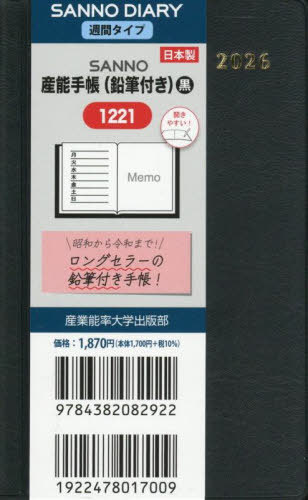 SANNO DIARY
週間タイプ
日本製
SANNO
産能手帳(鉛筆付き)黒
1221
開き
やすい!
月
火
水
木
金
土
日
Memo
昭和から令和まで!
ロングセラーの
鉛筆付き手帳!
産業能率大学出版部
価格:1,870円(本体1,700円+税10%)
9784382082922
1922478017009
2026